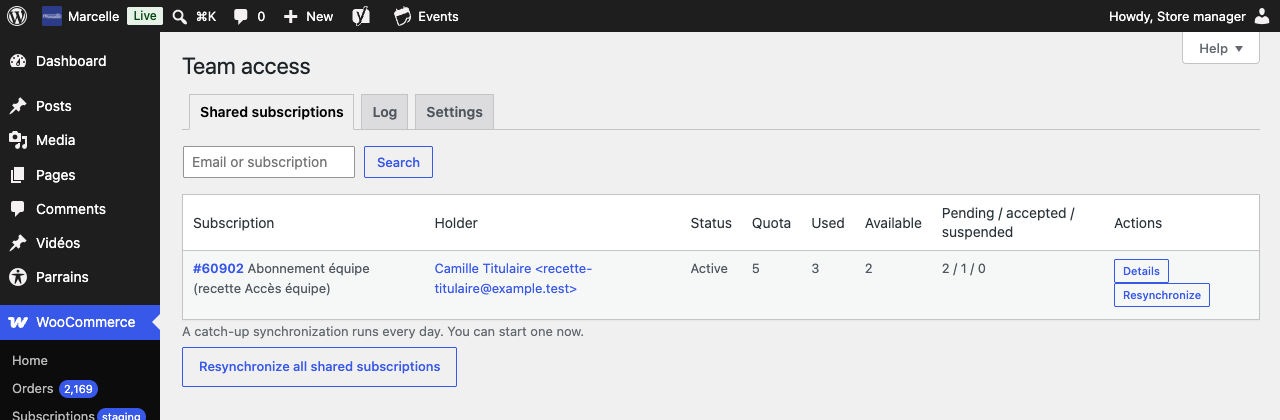 Marcelle Live ⌘K 0 New Events Howdy, Store manager
Help
Dashboard
Posts
Media
Pages
Comments
Vidéos
Parrains
WooCommerce
Home
Orders 2,169
Subscriptions staging
Team access
Shared subscriptions Log Settings
Email or subscription Search
Subscription Holder Status Quota Used Available Pending / accepted /
suspended Actions
#60902 Abonnement équipe
(recette Accès équipe)
Camille Titulaire <recette-
titulaire@example.test>
Active 5 3 2 2 / 1 / 0
Details
Resynchronize
A catch-up synchronization runs every day. You can start one now.
Resynchronize all shared subscriptions